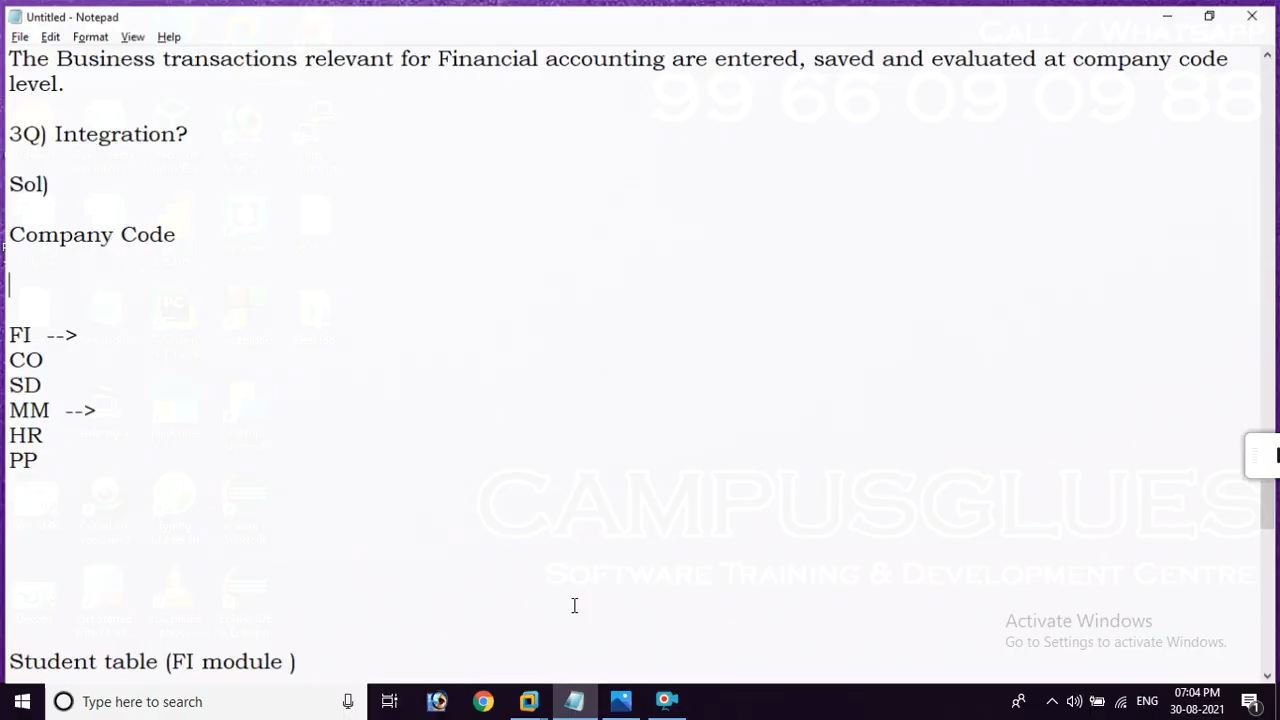 Untitled - Notepad
CALL / WHATSAPP
File Edit Format View Help
The Business transactions relevant for Financial accounting are entered, saved and evaluated at company code
level.
99 66 09 09 88
3Q) Integration?
Sol)
Company Code
FI -->
CO
SD
MM -->
HR
PP
CAMPUSGLUES
SOFTWARE TRAINING & DEVELOPMENT CENTRE
Activate Windows
Go to Settings to activate Windows.
Student table (FI module )
Type here to search
ENG
07:04 PM
30-08-2021